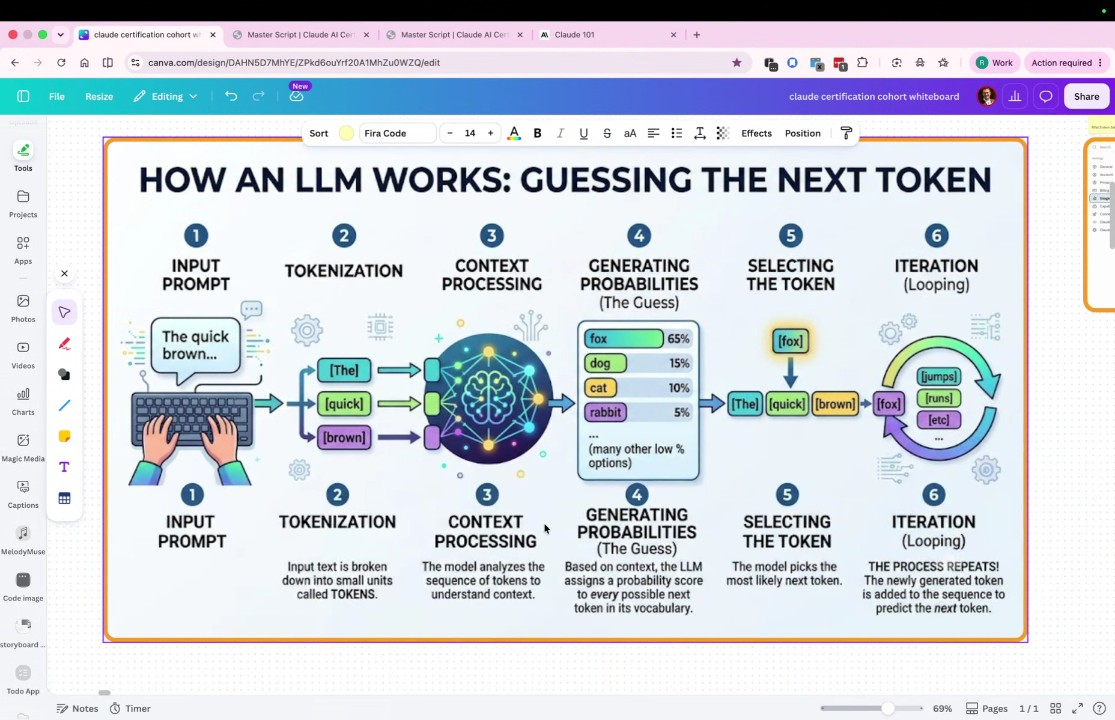 claude certification cohort wh
Master Script | Claude AI Cer
Master Script | Claude AI Cer
Claude 101
canva.com/design/DAHN5D7MhYE/ZPkd6ouYrf20A1MhZu0WZQ/edit
Work
Action required
File
Resize
Editing
New
claude certification cohort whiteboard
Share
Sort
Fira Code
– 14 +
A
B
I
U
S
aA
Effects
Position
Tools
Projects
Apps
Photos
Videos
Charts
Magic Media
Captions
MelodyMuse
Code image
storyboard ...
Todo App
HOW AN LLM WORKS: GUESSING THE NEXT TOKEN
1
INPUT
PROMPT
2
TOKENIZATION
3
CONTEXT
PROCESSING
4
GENERATING
PROBABILITIES
(The Guess)
5
SELECTING
THE TOKEN
6
ITERATION
(Looping)
The quick
brown...
[The]
[quick]
[brown]
fox 65%
dog 15%
cat 10%
rabbit 5%
...
(many other low %
options)
[fox]
[The] [quick] [brown] [fox]
[jumps]
[runs]
[etc]
...
1
INPUT
PROMPT
2
TOKENIZATION
Input text is broken
down into small units
called TOKENS.
3
CONTEXT
PROCESSING
The model analyzes the
sequence of tokens to
understand context.
4
GENERATING
PROBABILITIES
(The Guess)
Based on context, the LLM
assigns a probability score
to every possible next
token in its vocabulary.
5
SELECTING
THE TOKEN
The model picks the
most likely next token.
6
ITERATION
(Looping)
THE PROCESS REPEATS!
The newly generated token
is added to the sequence to
predict the next token.
Notes
Timer
69%
Pages
1 / 1